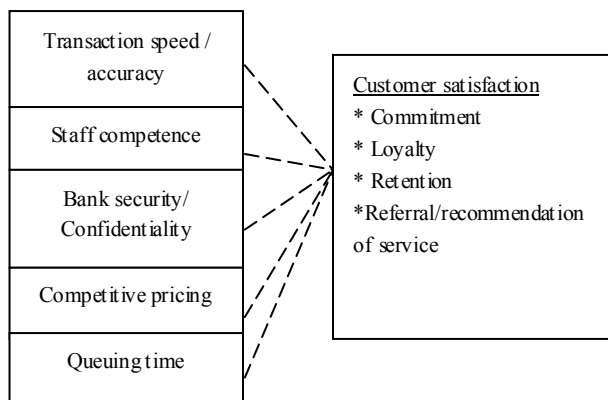 Transaction speed /
accuracy
Staff competence
Bank security/
Confidentiality
Competitive pricing
Queuing time
Customer satisfaction
* Commitment
* Loyalty
* Retention
*Referral/recommendation
of service